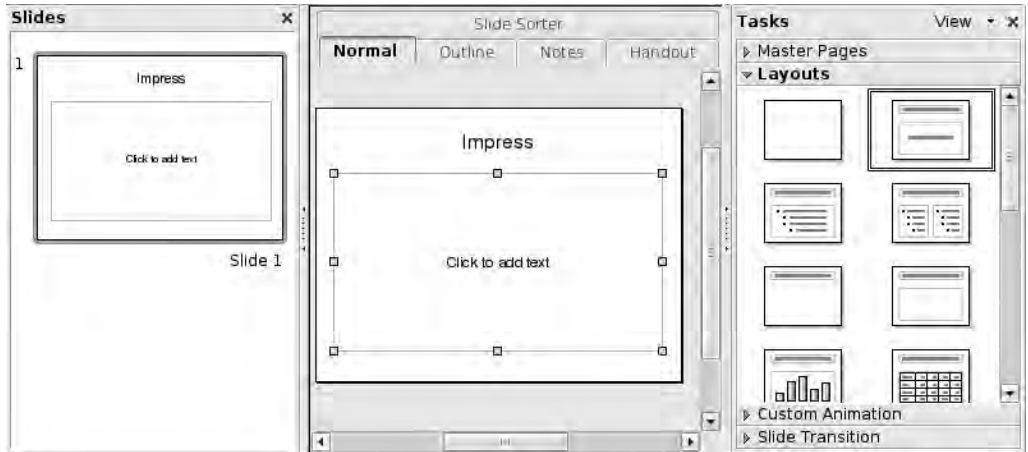 Slides
1
Impress
Click to add text
Slide 1
Slide Sorter
Normal Outline Notes Handout
Impress
Click to add text
Tasks View
Master Pages
Layouts
Custom Animation
Slide Transition